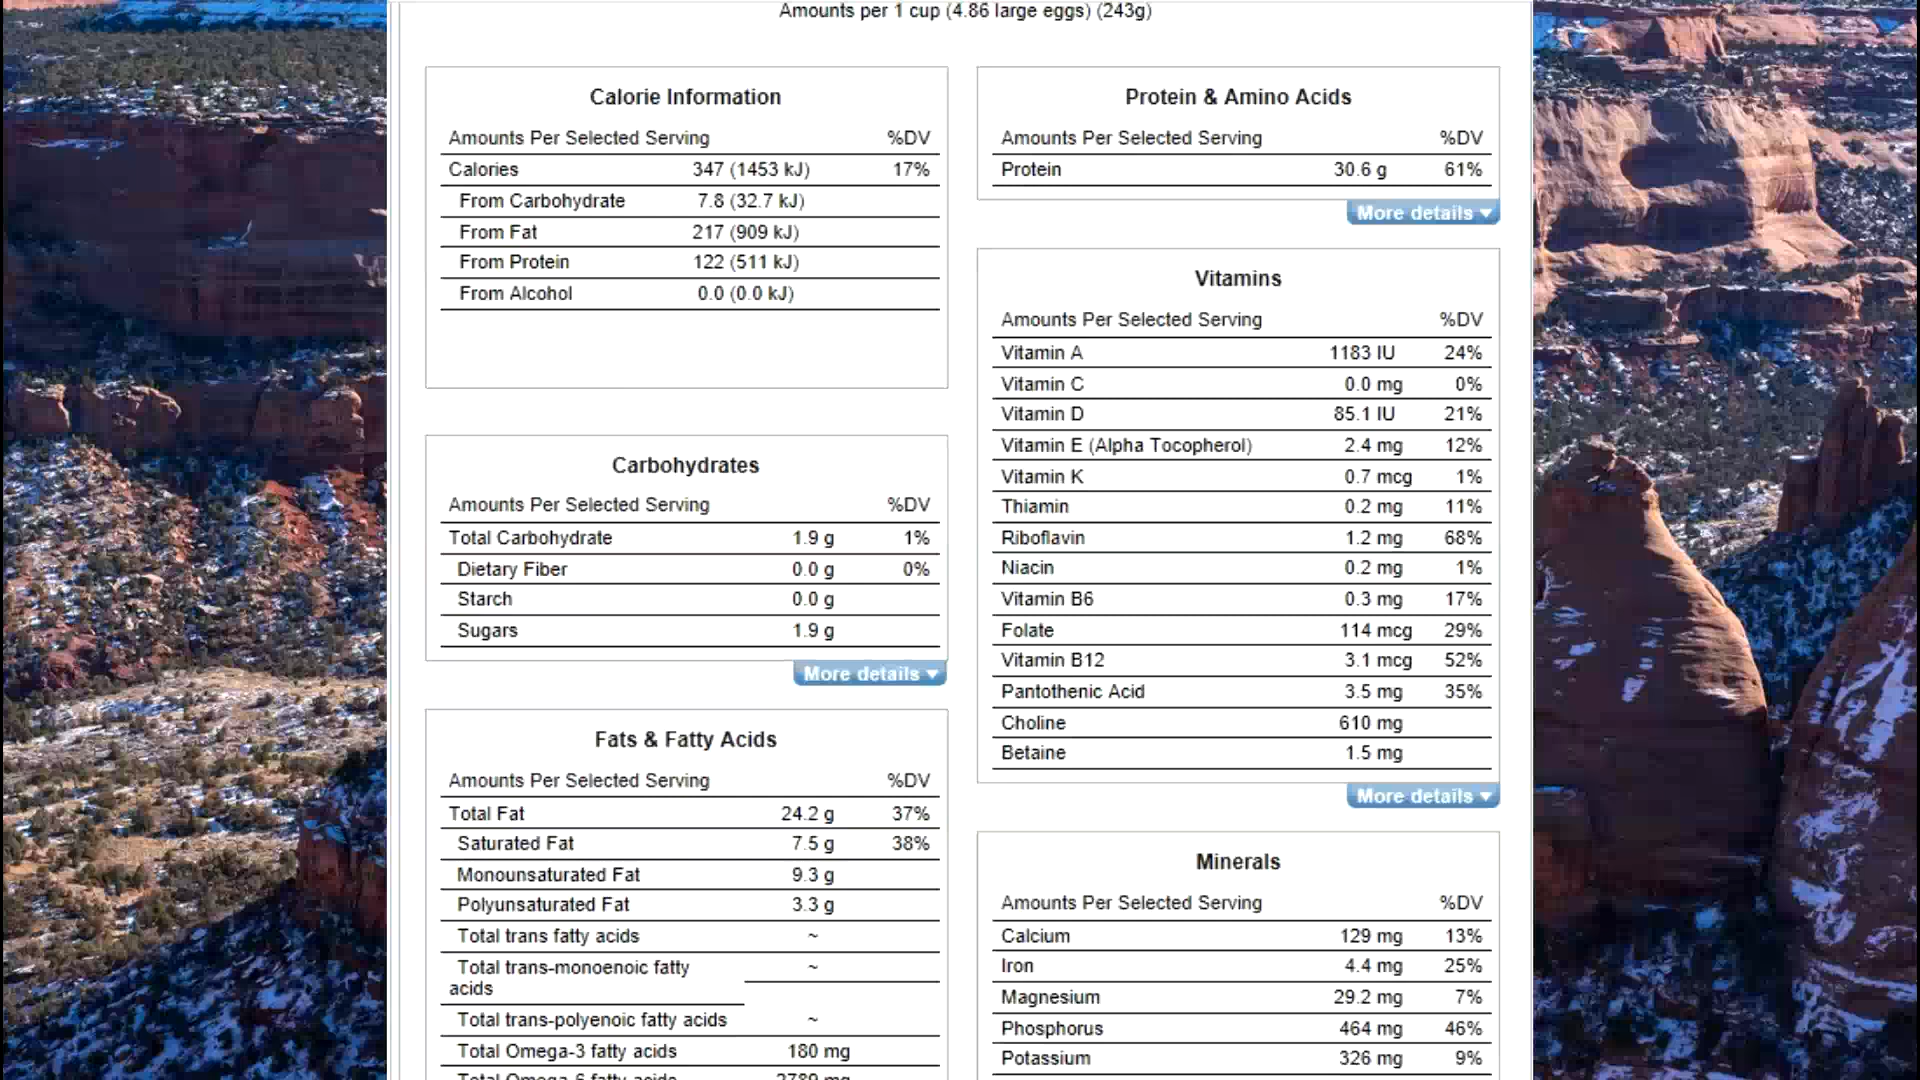 Amounts per 1 cup (4.86 large eggs) (243g)
Calorie Information
Amounts Per Selected Serving %DV
Calories 347 (1453 kJ) 17%
From Carbohydrate 7.8 (32.7 kJ)
From Fat 217 (909 kJ)
From Protein 122 (511 kJ)
From Alcohol 0.0 (0.0 kJ)
Carbohydrates
Amounts Per Selected Serving %DV
Total Carbohydrate 1.9 g 1%
Dietary Fiber 0.0 g 0%
Starch 0.0 g
Sugars 1.9 g
More details ▼
Fats & Fatty Acids
Amounts Per Selected Serving %DV
Total Fat 24.2 g 37%
Saturated Fat 7.5 g 38%
Monounsaturated Fat 9.3 g
Polyunsaturated Fat 3.3 g
Total trans fatty acids ~
Total trans-monoenoic fatty ~
acids
Total trans-polyenoic fatty acids ~
Total Omega-3 fatty acids 180 mg
Total Omega-6 fatty acids 2789 mg
Protein & Amino Acids
Amounts Per Selected Serving %DV
Protein 30.6 g 61%
More details ▼
Vitamins
Amounts Per Selected Serving %DV
Vitamin A 1183 IU 24%
Vitamin C 0.0 mg 0%
Vitamin D 85.1 IU 21%
Vitamin E (Alpha Tocopherol) 2.4 mg 12%
Vitamin K 0.7 mcg 1%
Thiamin 0.2 mg 11%
Riboflavin 1.2 mg 68%
Niacin 0.2 mg 1%
Vitamin B6 0.3 mg 17%
Folate 114 mcg 29%
Vitamin B12 3.1 mcg 52%
Pantothenic Acid 3.5 mg 35%
Choline 610 mg
Betaine 1.5 mg
More details ▼
Minerals
Amounts Per Selected Serving %DV
Calcium 129 mg 13%
Iron 4.4 mg 25%
Magnesium 29.2 mg 7%
Phosphorus 464 mg 46%
Potassium 326 mg 9%